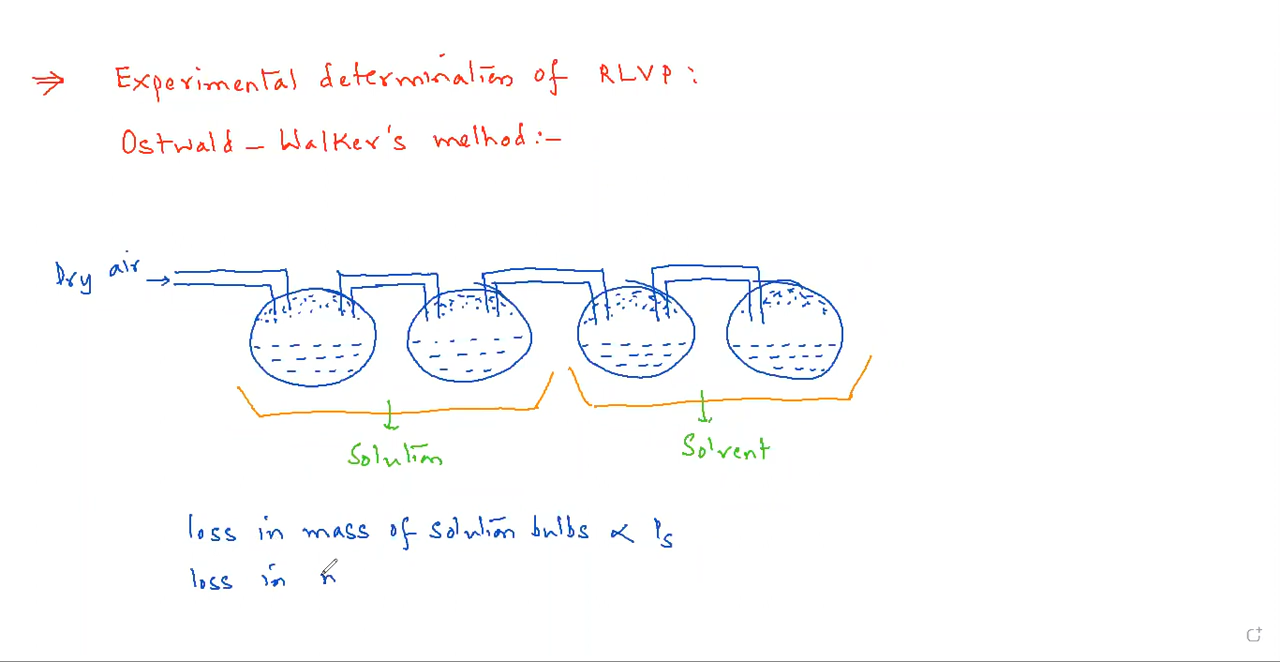 ⇒ Experimental determination of RLVP:
Ostwald - Walker's method:-
Dry air →
Solution
Solvent
loss in mass of solution bulbs ∝ Ps
loss in